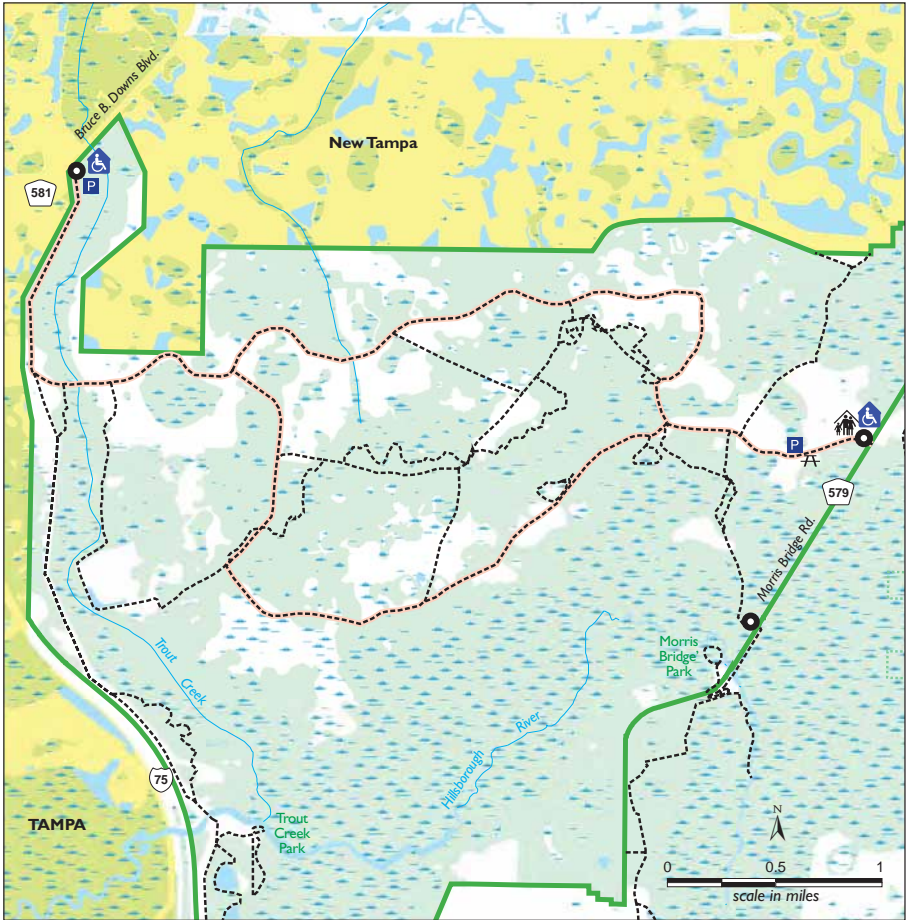 Bruce B. Downs Blvd.
New Tampa
P
581
P
579
Morris Bridge Rd.
Morris
Bridge'
Park
Trout
Creek
Hillsborough
River
75
TAMPA
Trout
Creek
Park
N
0
0.5
1
scale in miles